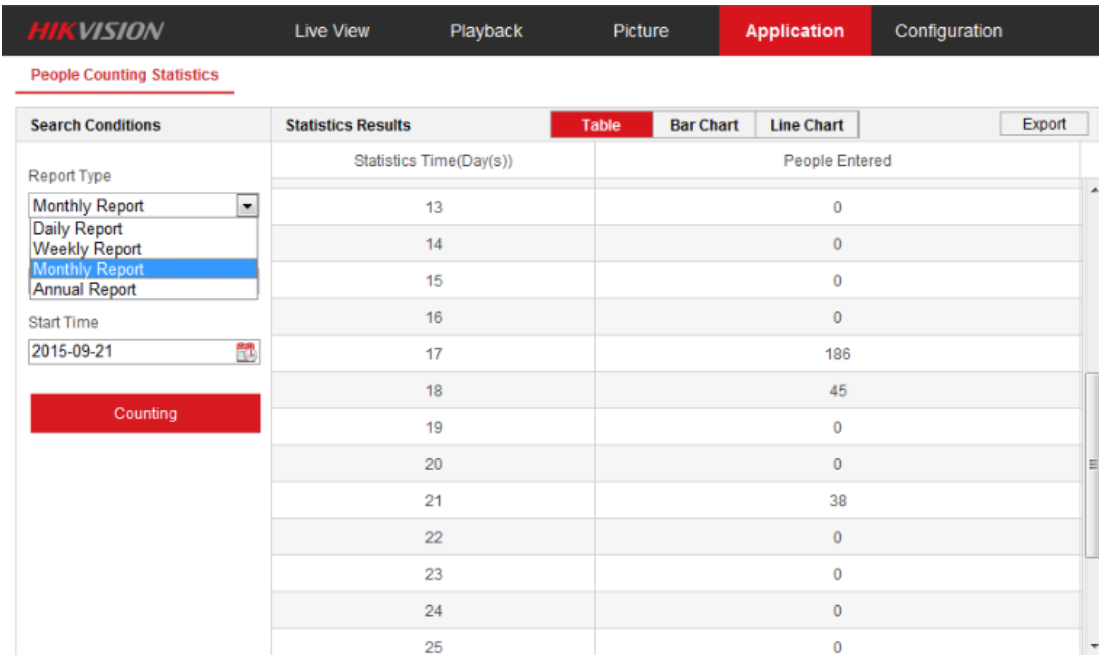 HIKVISION Live View Playback Picture Application Configuration
People Counting Statistics
Search Conditions
Report Type
Monthly Report
Daily Report
Weekly Report
Monthly Report
Annual Report
Start Time
2015-09-21
Counting
Statistics Results Table Bar Chart Line Chart Export
Statistics Time(Day(s)) People Entered
13 0
14 0
15 0
16 0
17 186
18 45
19 0
20 0
21 38
22 0
23 0
24 0
25 0